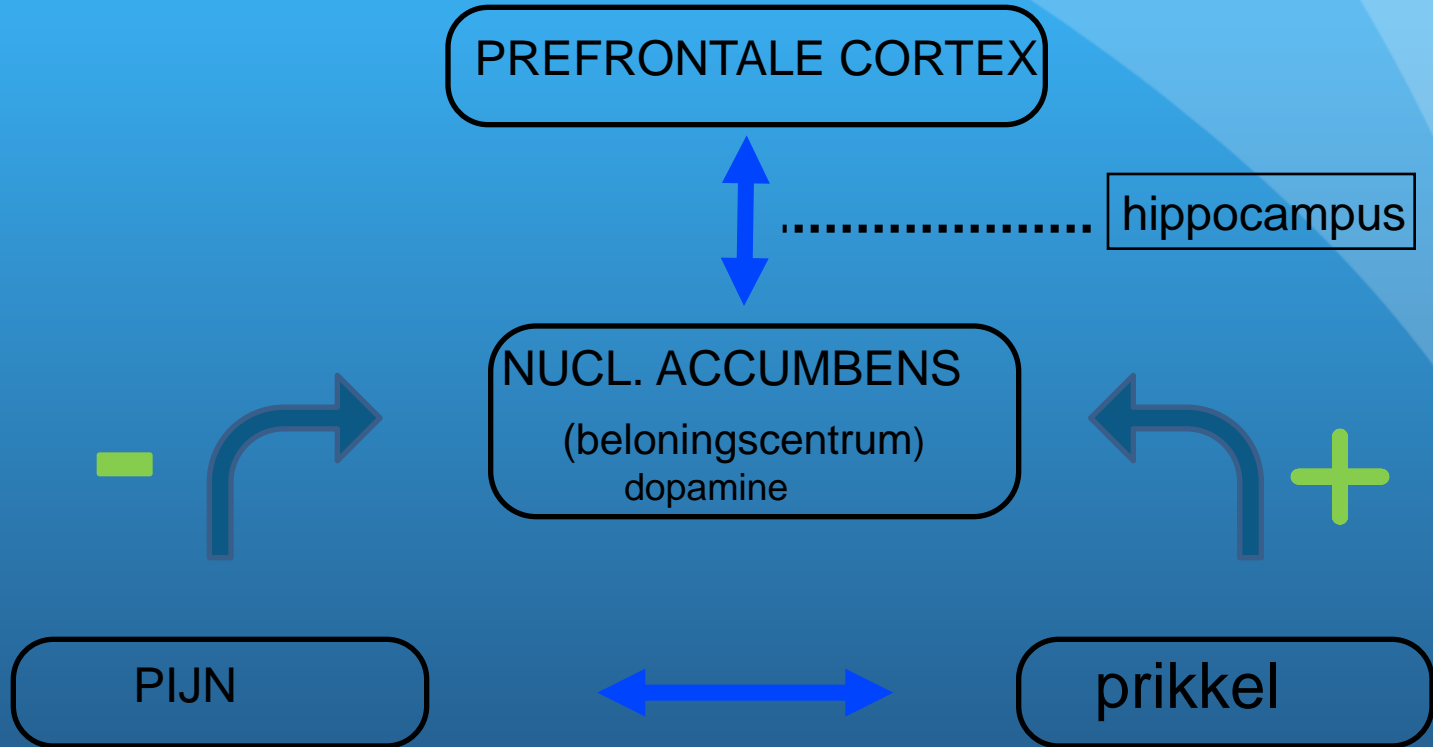 PREFRONTALE CORTEX
hippocampus
NUCL. ACCUMBENS
(beloningscentrum)
dopamine
-
+
PIJN
prikkel